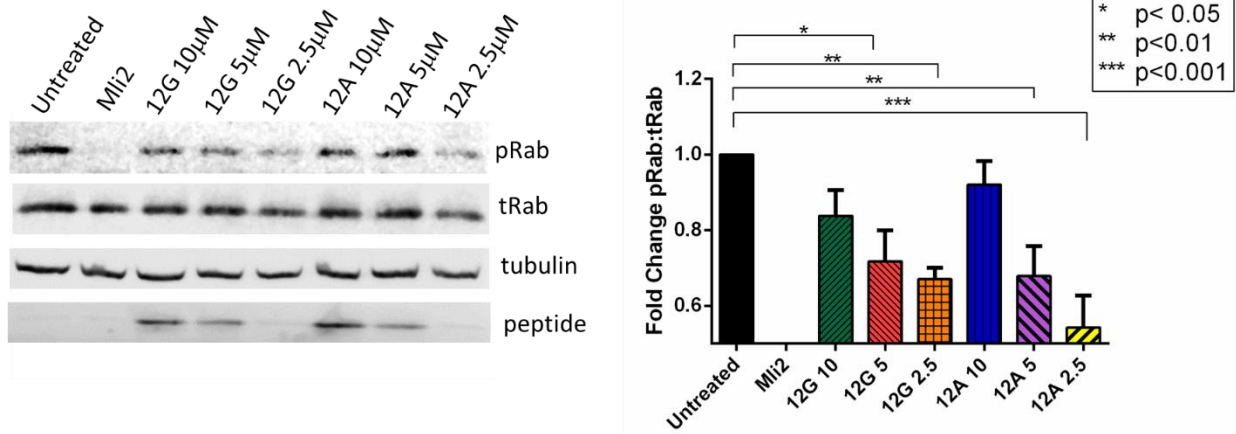 Untreated
Mli2
12G 10μM
12G 5μM
12G 2.5μM
12A 10μM
12A 5μM
12A 2.5μM
pRab
tRab
tubulin
peptide
* p< 0.05
** p<0.01
*** p<0.001
*
**
**
***
Fold Change pRab:tRab
1.2
1.0
0.8
0.6
Untreated
Mli2
12G 10
12G 5
12G 2.5
12A 10
12A 5
12A 2.5